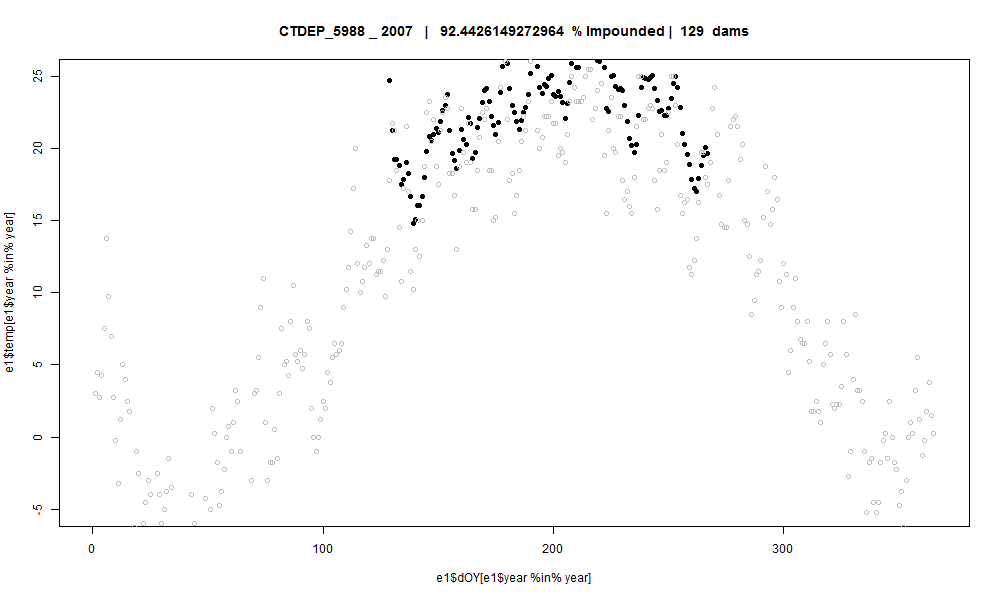 CTDEP_5988 _ 2007 | 92.4426149272964 % Impounded | 129 dams
e1$temp[e1$year %in% year]
25
20
15
10
5
0
-5
0 100 200 300
e1$dOY[e1$year %in% year]